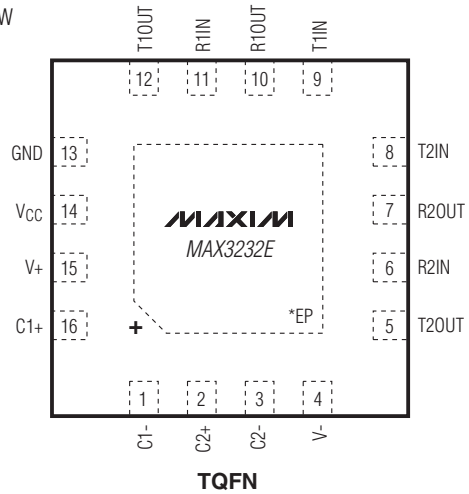 W
T1OUT
R1IN
R1OUT
T1IN
12
11
10
9
GND
13
8
T2IN
VCC
14
MAXIM
7
R2OUT
MAX3232E
V+
15
6
R2IN
*EP
C1+
16
+
5
T2OUT
1
2
3
4
C1-
C2+
C2-
V-
TQFN